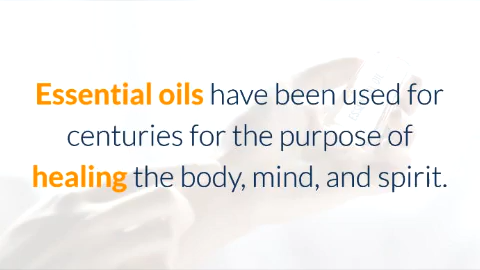 Essential oils have been used for
centuries for the purpose of
healing the body, mind, and spirit.